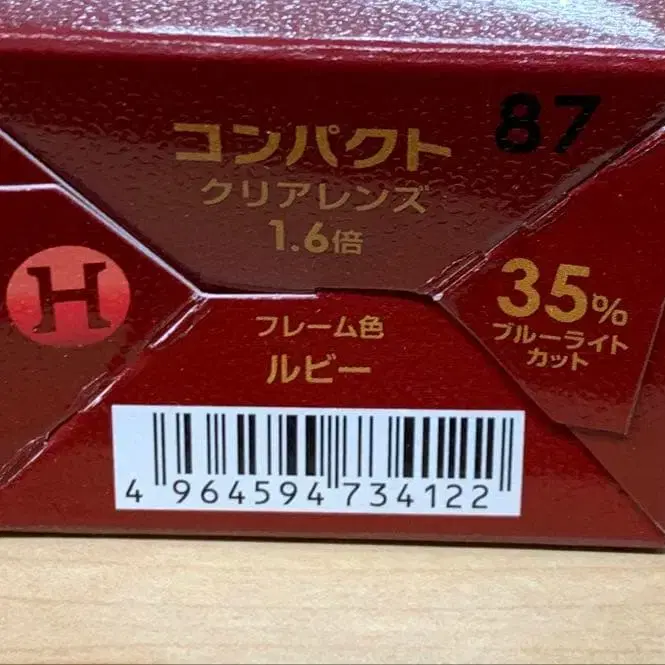 87
コンパクト
クリアレンズ
1.6倍
H
35%
ブルーライト
カット
フレーム色
ルビー
4 964594 734122